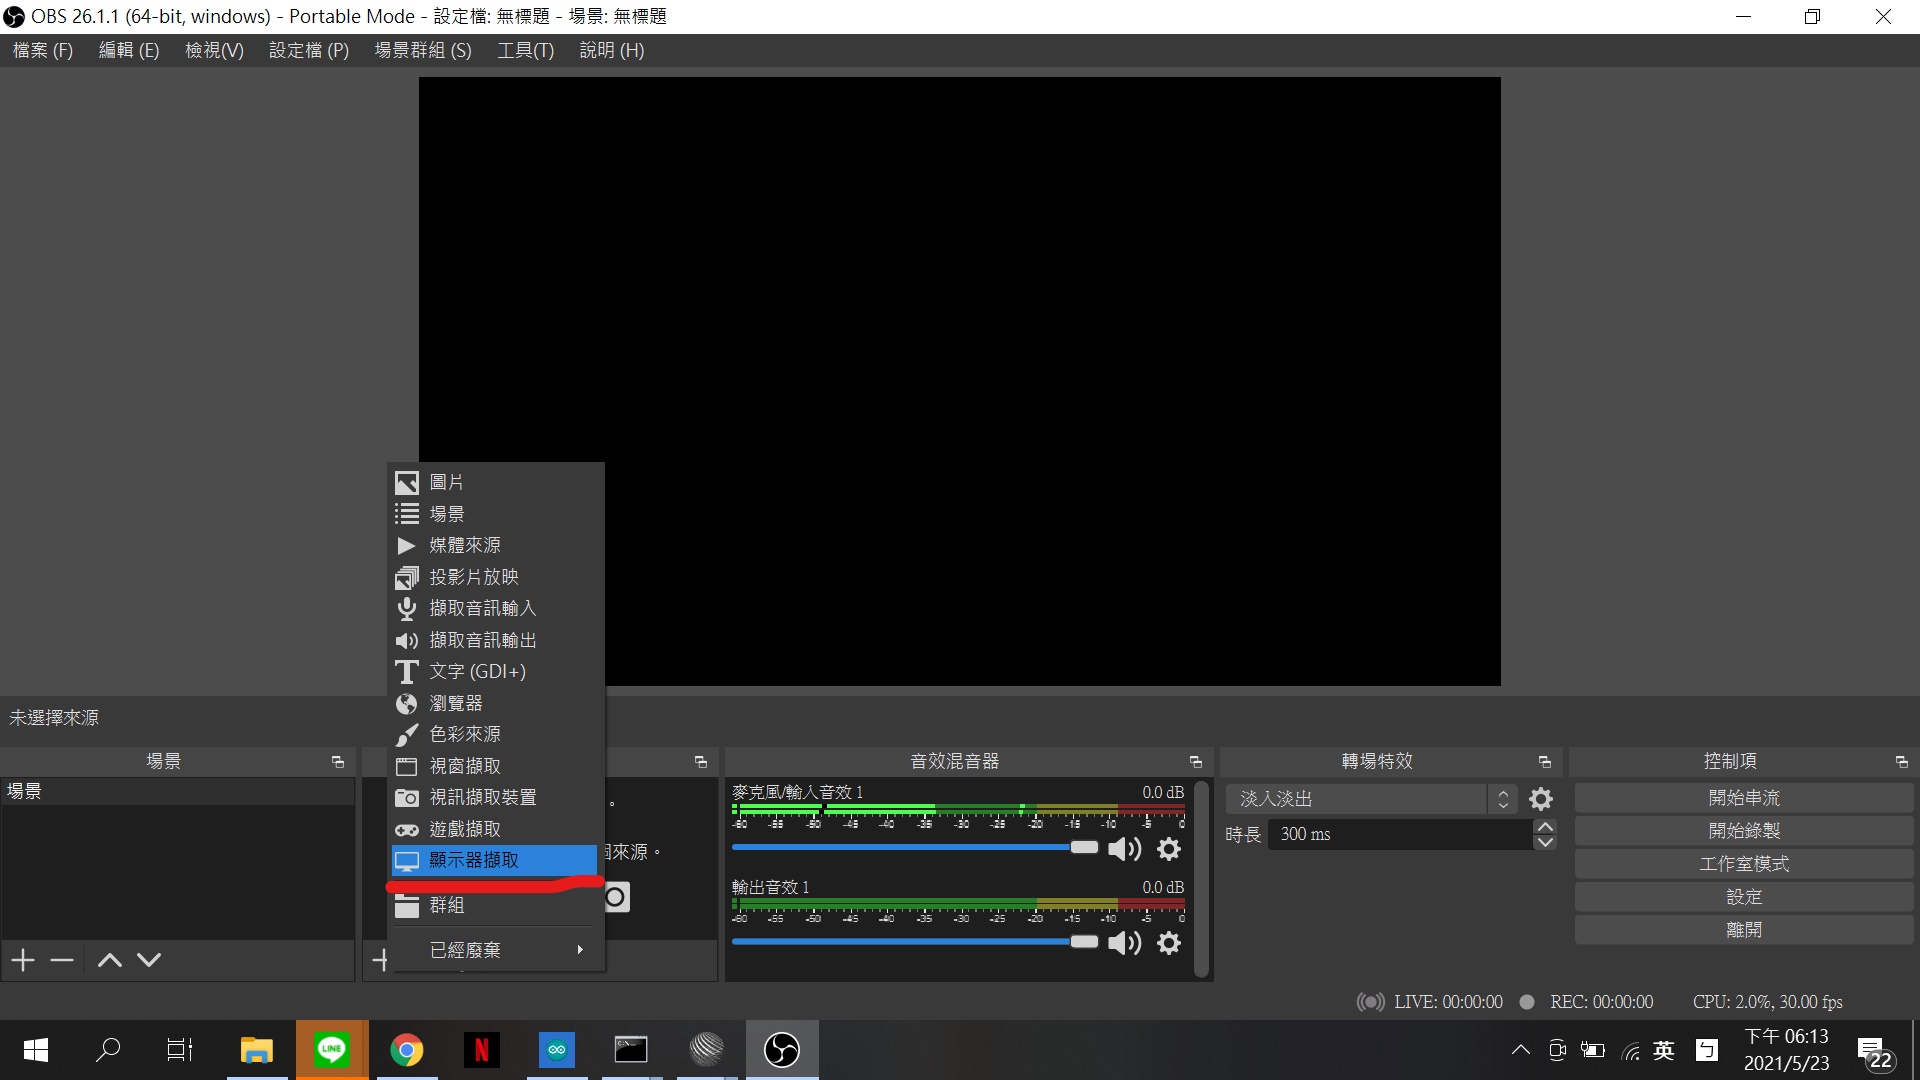 OBS 26.1.1 (64-bit, windows) - Portable Mode - 設定檔: 無標題 - 場景: 無標題
檔案 (F) 編輯 (E) 檢視(V) 設定檔 (P) 場景群組 (S) 工具(T) 說明 (H)
圖片
場景
媒體來源
投影片放映
擷取音訊輸入
擷取音訊輸出
文字 (GDI+)
瀏覽器
色彩來源
視窗擷取
視訊擷取裝置
遊戲擷取
顯示器擷取
群組
已經廢棄
未選擇來源
場景
場景
。
個來源。
音效混音器
麥克風/輸入音效 1 0.0 dB
-60 -55 -50 -45 -40 -35 -30 -25 -20 -15 -10 -5 0
輸出音效 1 0.0 dB
-60 -55 -50 -45 -40 -35 -30 -25 -20 -15 -10 -5 0
轉場特效
淡入淡出
時長 300 ms
控制項
開始串流
開始錄製
工作室模式
設定
離開
LIVE: 00:00:00 REC: 00:00:00 CPU: 2.0%, 30.00 fps
LINE
N
C:\
英
ㄅ
下午 06:13
2021/5/23
22